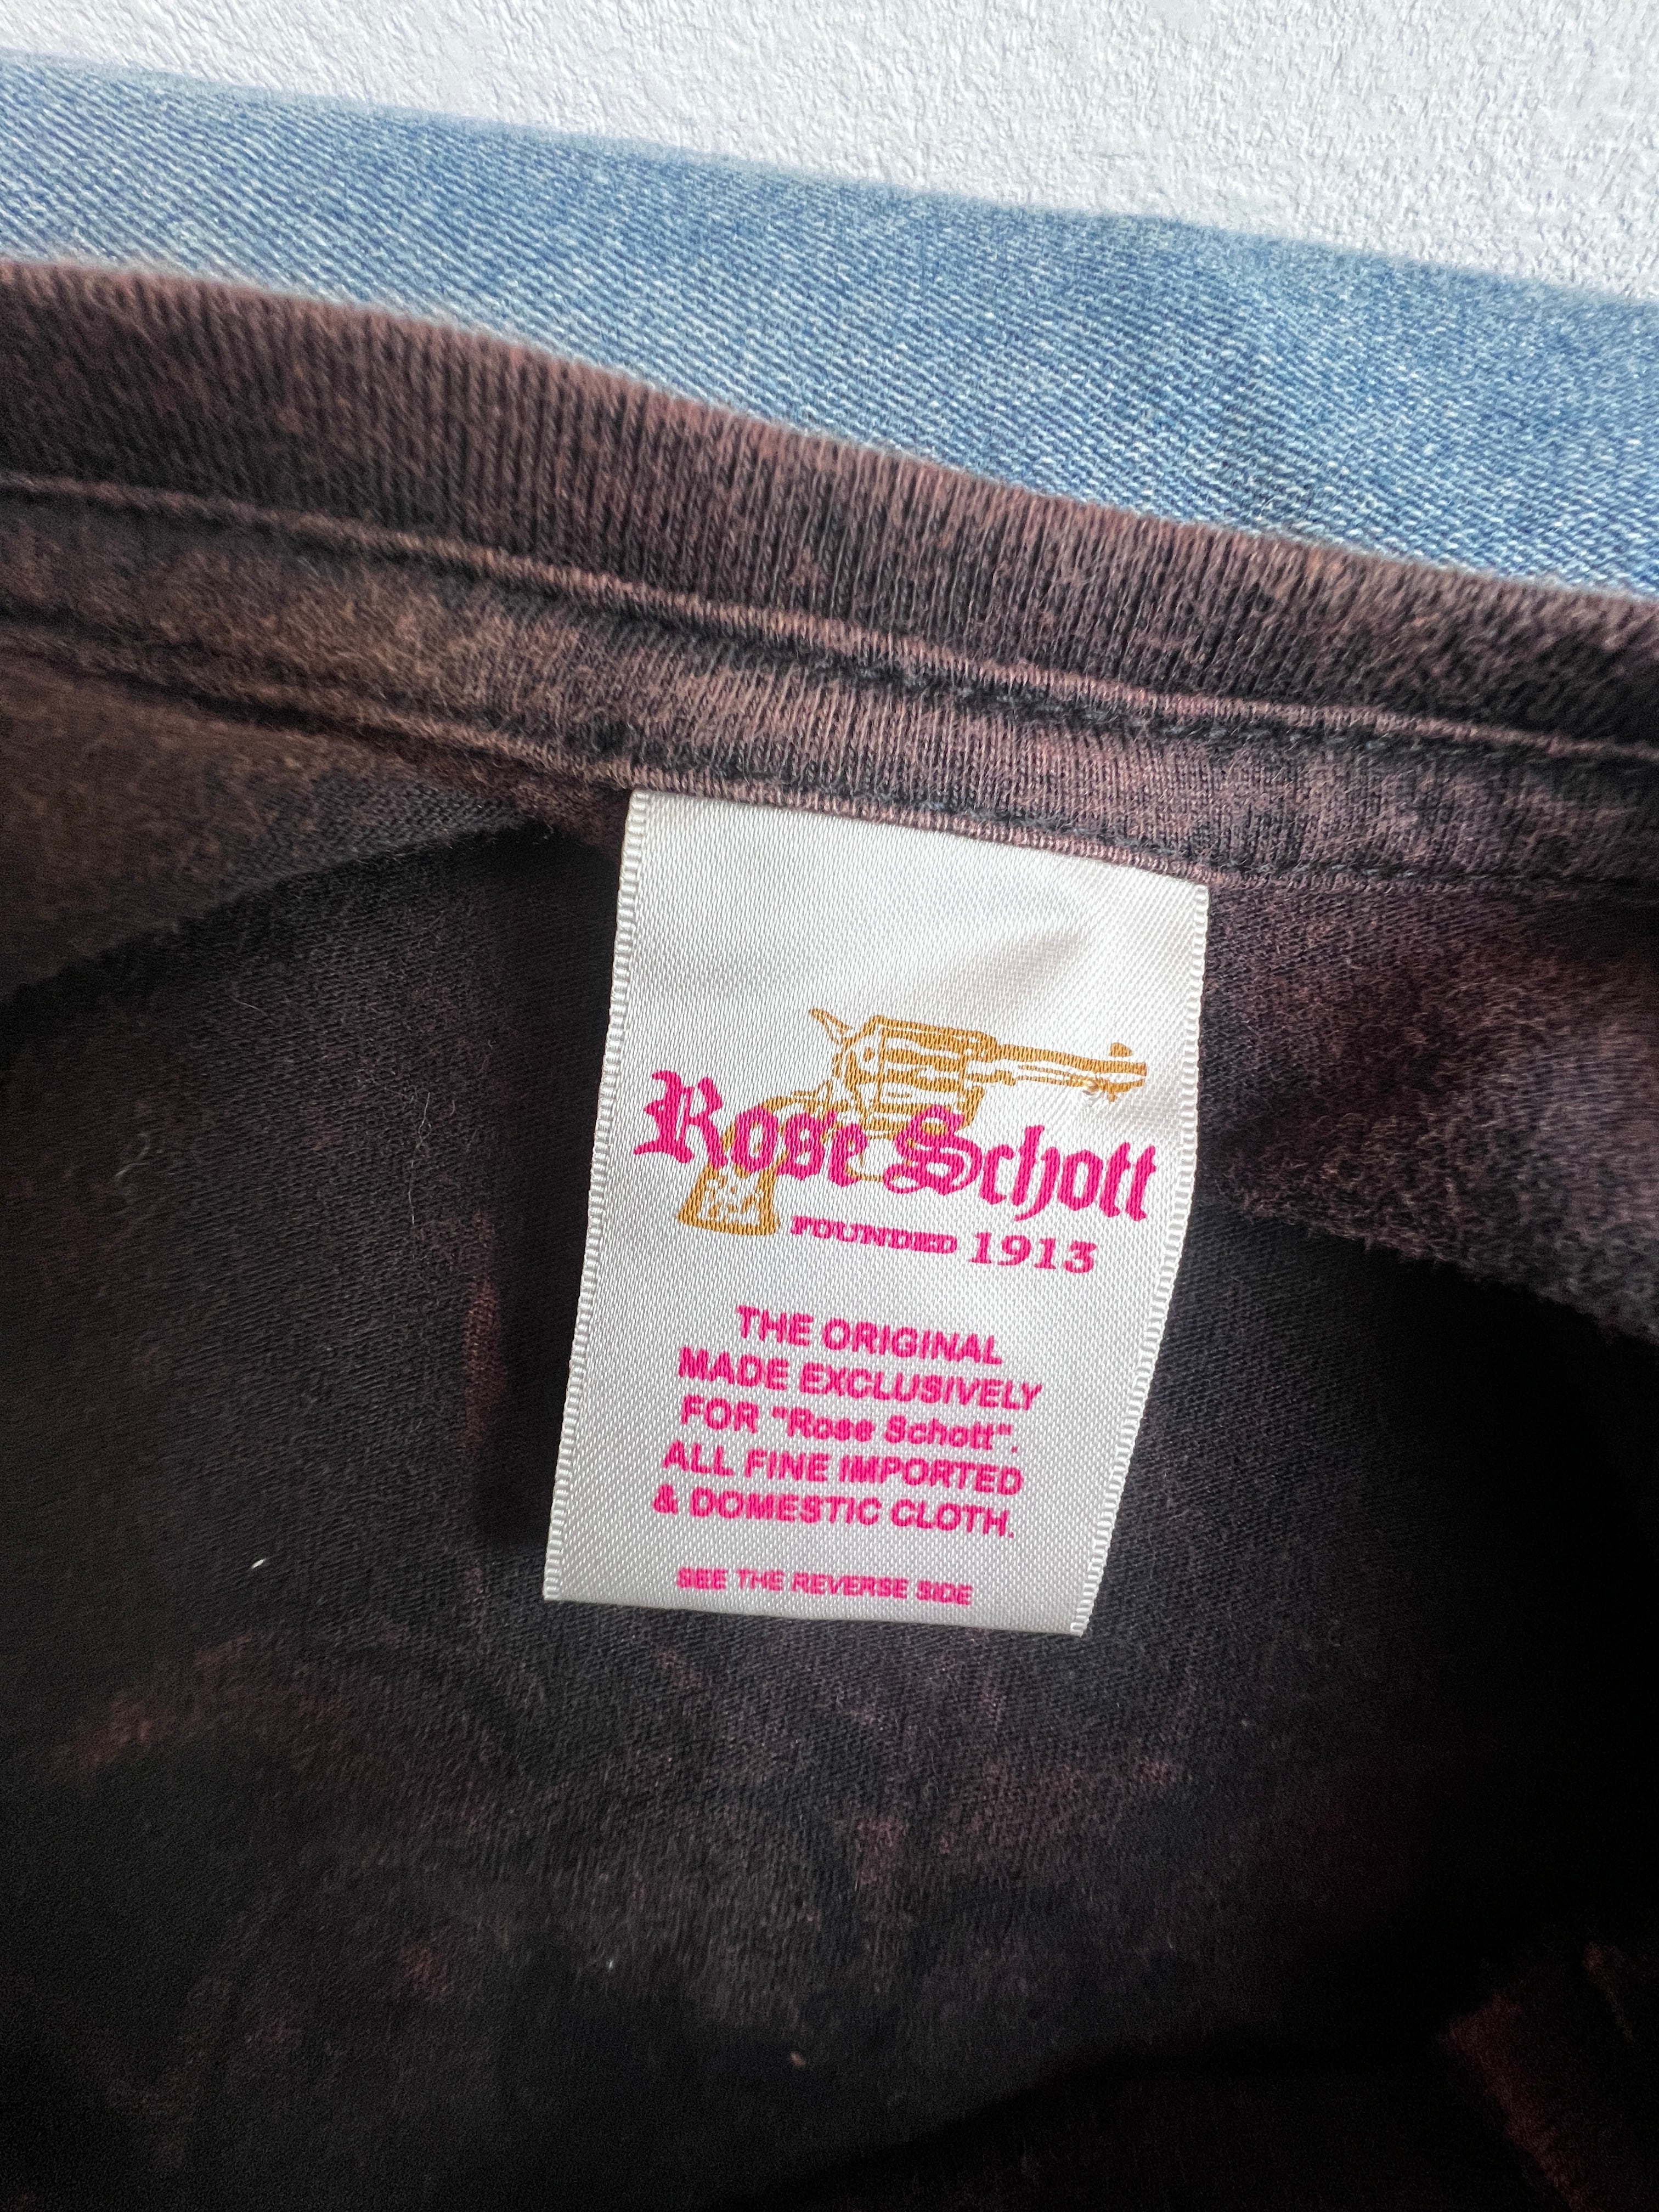 Rose Schott
FOUNDED 1913
THE ORIGINAL
MADE EXCLUSIVELY
FOR "Rose Schott".
ALL FINE IMPORTED
& DOMESTIC CLOTH.
SEE THE REVERSE SIDE